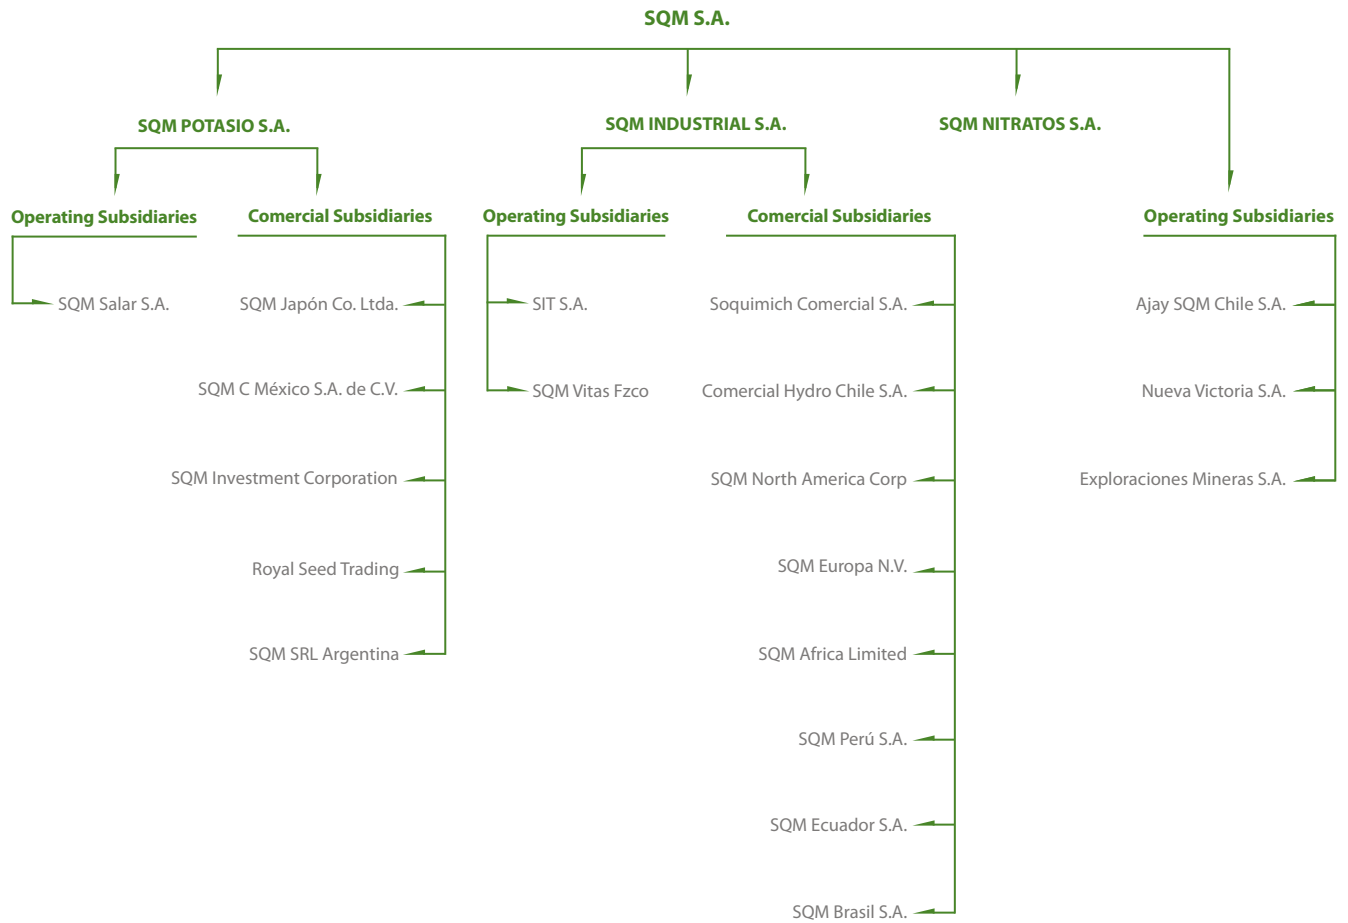 SQM S.A.
SQM POTASIO S.A.
SQM INDUSTRIAL S.A.
SQM NITRATOS S.A.
Operating Subsidiaries
Comercial Subsidiaries
Operating Subsidiaries
Comercial Subsidiaries
Operating Subsidiaries
SQM Salar S.A.
SQM Japón Co. Ltda.
SIT S.A.
Soquimich Comercial S.A.
Ajay SQM Chile S.A.
SQM C México S.A. de C.V.
SQM Vitas Fzco
Comercial Hydro Chile S.A.
Nueva Victoria S.A.
SQM Investment Corporation
SQM North America Corp
Exploraciones Mineras S.A.
Royal Seed Trading
SQM Europa N.V.
SQM SRL Argentina
SQM Africa Limited
SQM Perú S.A.
SQM Ecuador S.A.
SQM Brasil S.A.